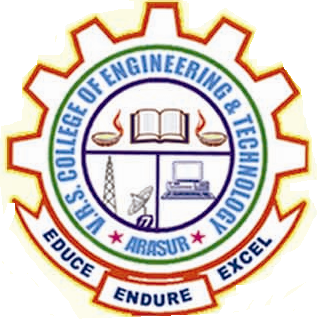 V.R.S. COLLEGE OF ENGINEERING & TECHNOLOGY
ARASUR
EDUCE ENDURE EXCEL